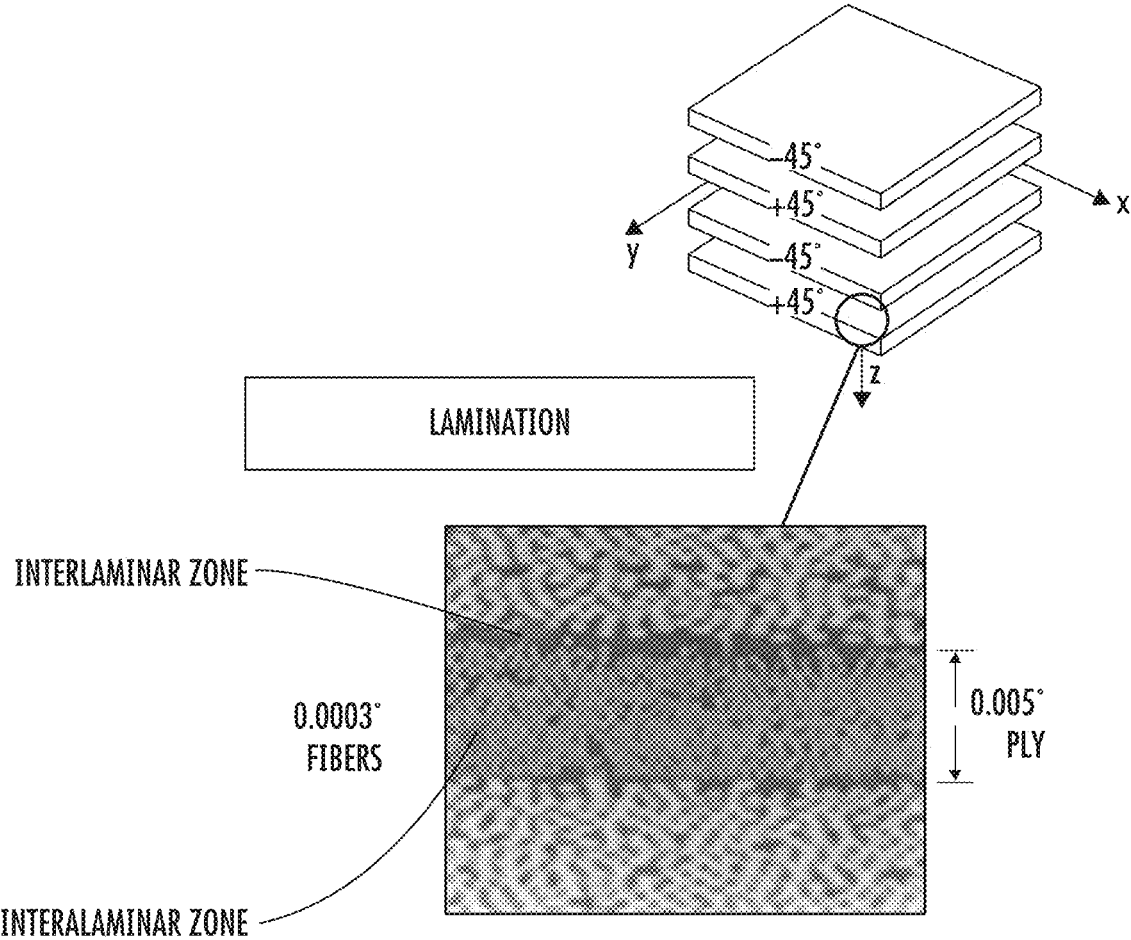 −45°
+45°
x
y
−45°
+45°
z
LAMINATION
INTERLAMINAR ZONE
0.0003°
FIBERS
0.005°
PLY
INTERALAMINAR ZONE